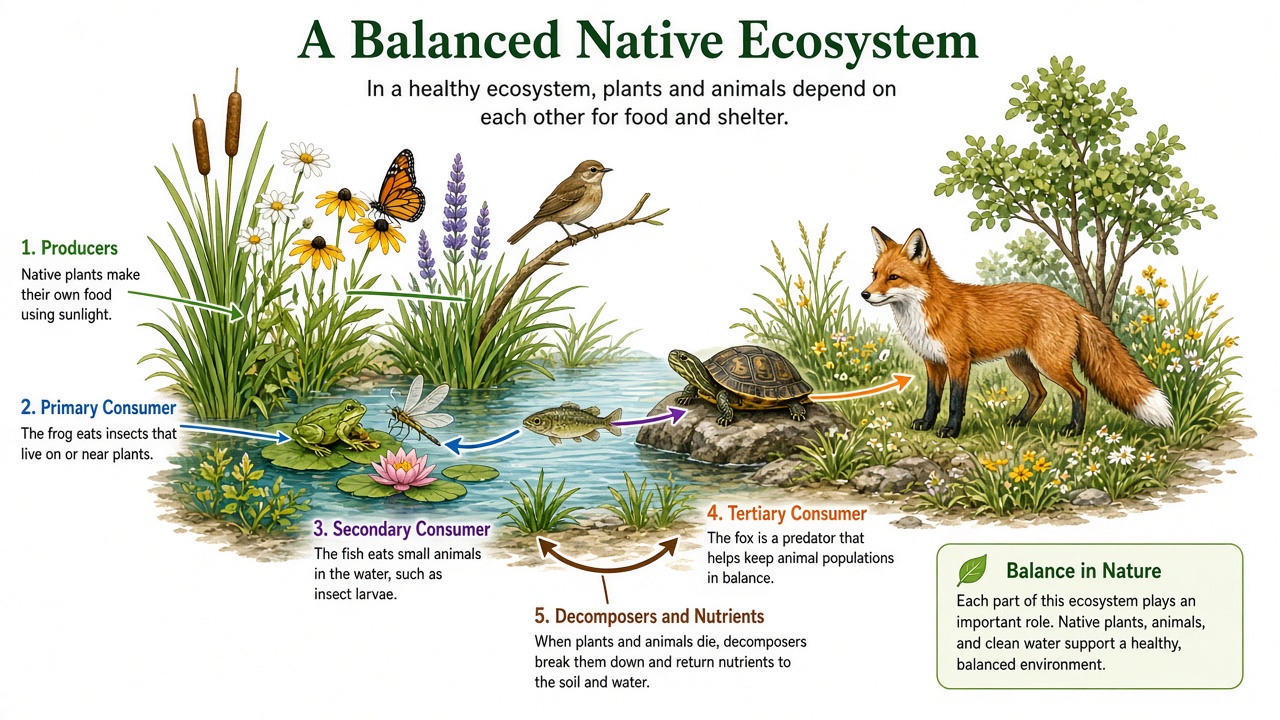 A Balanced Native Ecosystem
In a healthy ecosystem, plants and animals depend on
each other for food and shelter.
1. Producers
Native plants make
their own food
using sunlight.
2. Primary Consumer
The frog eats insects that
live on or near plants.
3. Secondary Consumer
The fish eats small animals
in the water, such as
insect larvae.
4. Tertiary Consumer
The fox is a predator that
helps keep animal populations
in balance.
5. Decomposers and Nutrients
When plants and animals die, decomposers
break them down and return nutrients to
the soil and water.
Balance in Nature
Each part of this ecosystem plays an
important role. Native plants, animals,
and clean water support a healthy,
balanced environment.